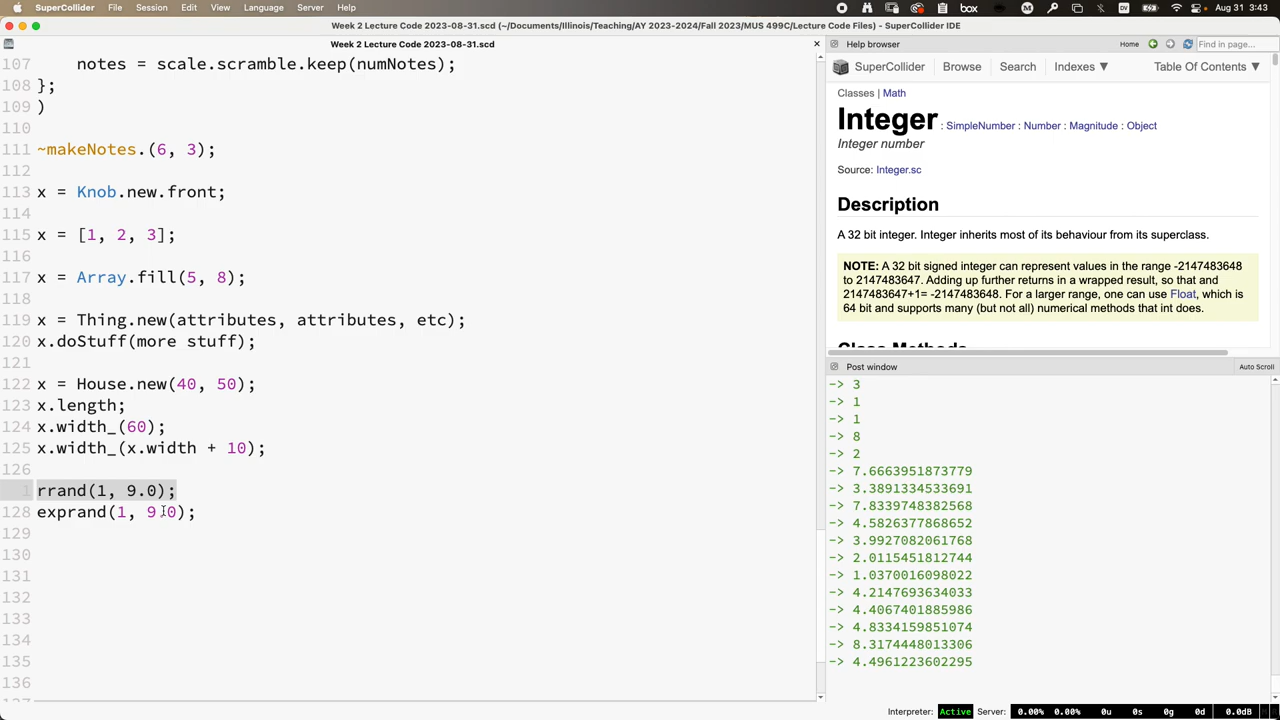 SuperCollider File Session Edit View Language Help Thu Aug 31 3:43
Week 2 Lecture Code 2023-08-31.scd (~/Documents/Illinois/Teaching/AY 2023-2024/Fall 2023/MUS 499C/Lecture Code Files) - SuperCollider IDE
Week 2 Lecture Code 2023-08-31.scd
107 notes = scale.scramble.keep(numNotes);
108 };
109 )
110
111 ~makeNotes.(6, 3);
112
113 x = Knob.new.front;
114
115 x = [1, 2, 3];
116
117 x = Array.fill(5, 8);
118
119 x = Thing.new(attributes, attributes, etc);
120 x.doStuff(more stuff);
121
122 x = House.new(40, 50);
123 x.length;
124 x.width_(60);
125 x.width_(x.width + 10);
126
1 rrand(1, 9.0);
128 exprand(1, 9.0);
129
130
131
132
133
134
135
136
Help browser Home Find in page...
SuperCollider Browse Search Indexes ▼ Table Of Contents ▼
Classes | Math
Integer : SimpleNumber : Number : Magnitude : Object
Integer number
Source: Integer.sc
Description
A 32 bit integer. Integer inherits most of its behaviour from its superclass.
NOTE: A 32 bit signed integer can represent values in the range -2147483648
to 2147483647. Adding up further returns in a wrapped result, so that and
2147483647+1= -2147483648. For a larger range, one can use Float, which is
64 bit and supports many (but not all) numerical methods that int does.
Class Methods
Post window Auto Scroll
-> 3
-> 1
-> 1
-> 8
-> 2
-> 7.6663951873779
-> 3.3891334533691
-> 7.8339748382568
-> 4.5826377868652
-> 3.9927082061768
-> 2.0115451812744
-> 1.0370016098022
-> 4.2147693634033
-> 4.4067401885986
-> 4.8334159851074
-> 8.3174448013306
-> 4.4961223602295
Interpreter: Active Server: 0.00% 0.00% 0u 0s 0g 0d 0.0dB